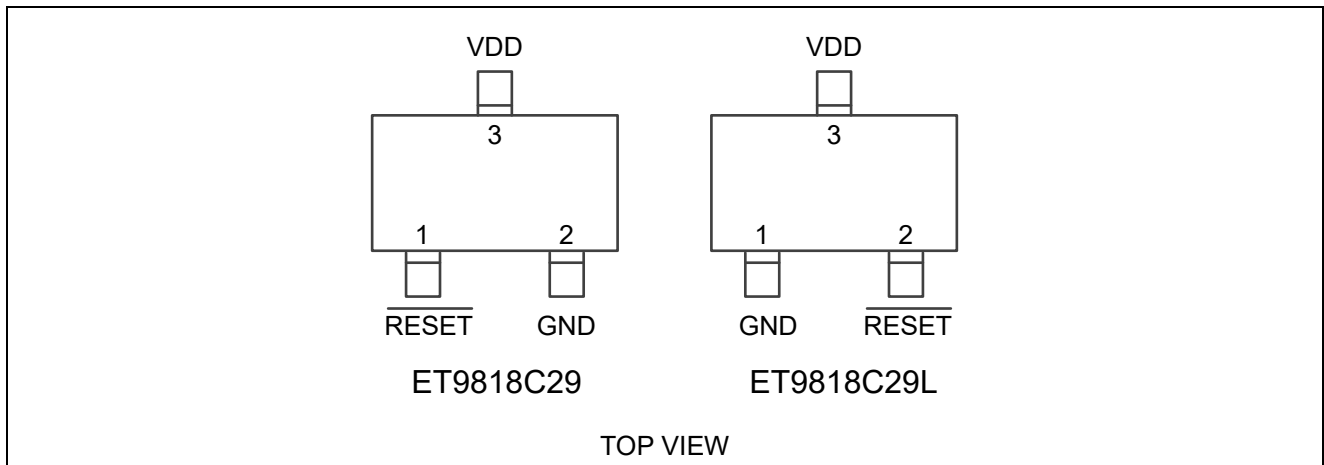 VDD VDD
3 3
1 2 1 2
RESET GND GND RESET
ET9818C29 ET9818C29L
TOP VIEW